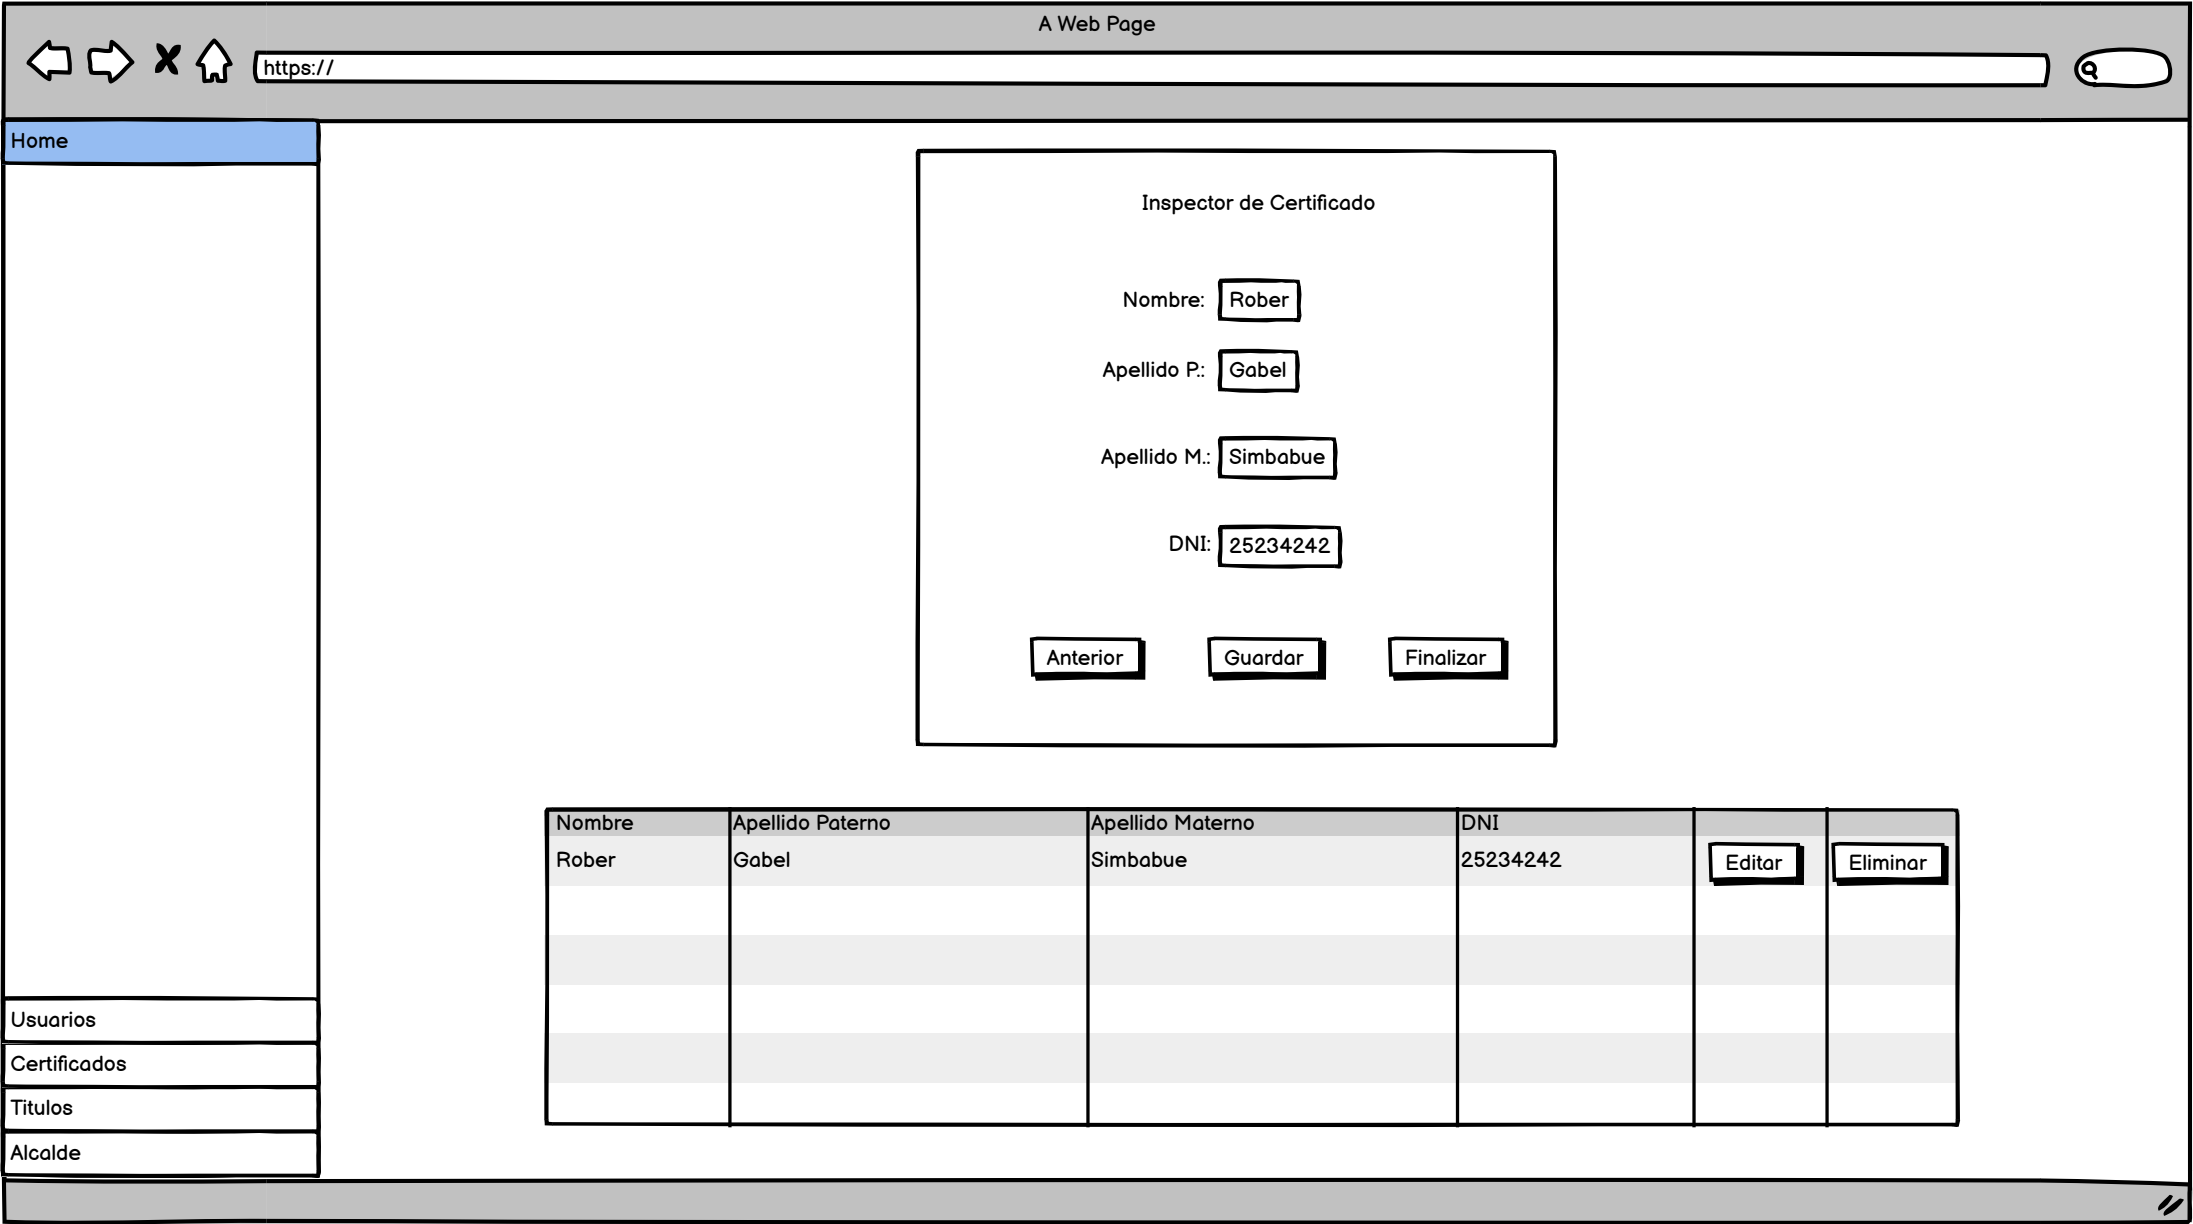 A Web Page
https://
Home
Inspector de Certificado
Nombre: Rober
Apellido P.: Gabel
Apellido M.: Simbabue
DNI: 25234242
Anterior Guardar Finalizar
Nombre Apellido Paterno Apellido Materno DNI
Rober Gabel Simbabue 25234242 Editar Eliminar
Usuarios
Certificados
Titulos
Alcalde